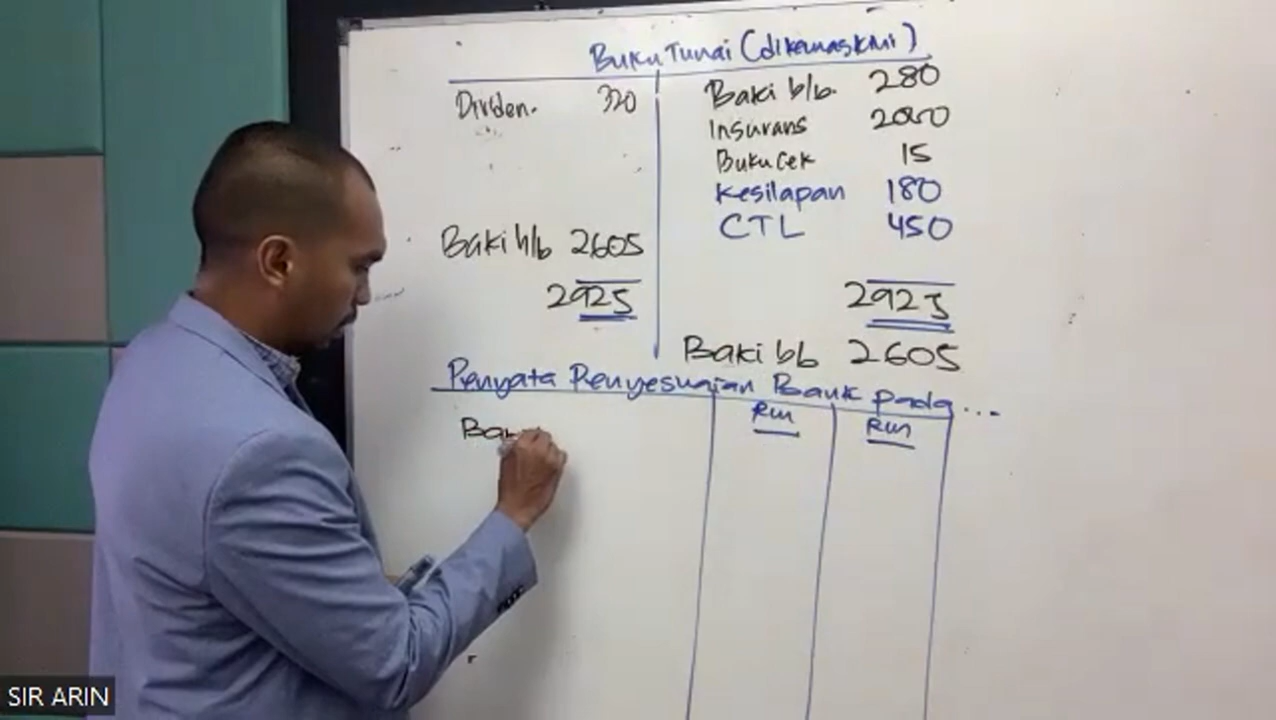 Buku Tunai (dikemaskini)
Dividen. 320
Baki b/b. 280
Insurans 2000
Buku Cek 15
Kesilapan 180
CTL 450
Baki h/b 2605
2925 2925
Baki bb 2605
Penyata Penyesuaian Bank pada ...
RM RM
SIR ARIN